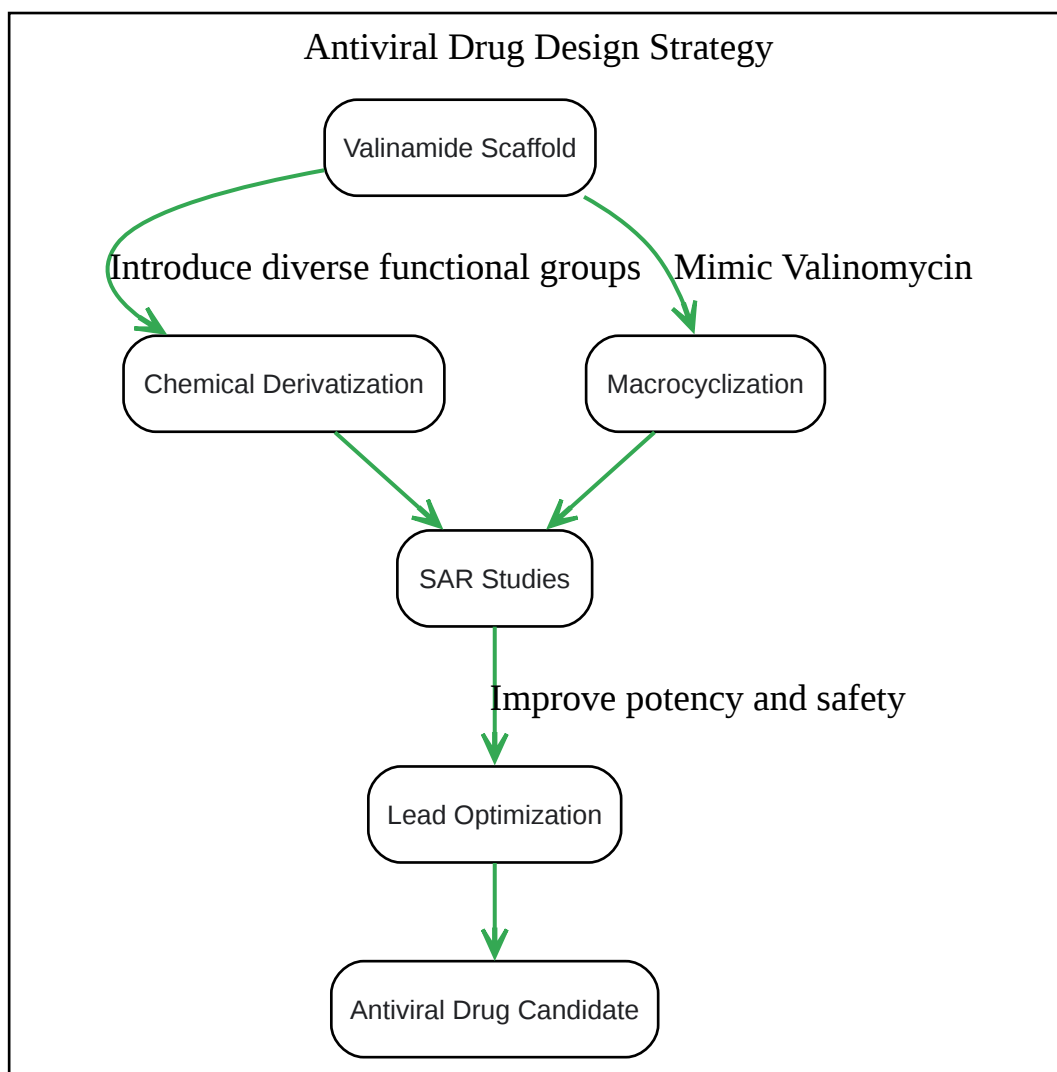 Antiviral Drug Design Strategy
Valinamide Scaffold
Introduce diverse functional groups
Mimic Valinomycin
Chemical Derivatization
Macrocyclization
SAR Studies
Improve potency and safety
Lead Optimization
Antiviral Drug Candidate